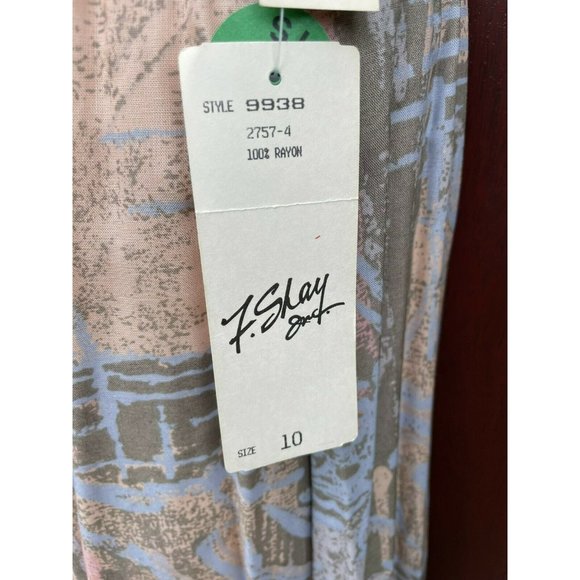 STYLE 9938
2757-4
100% RAYON
F. Shay
Inc.
SIZE 10